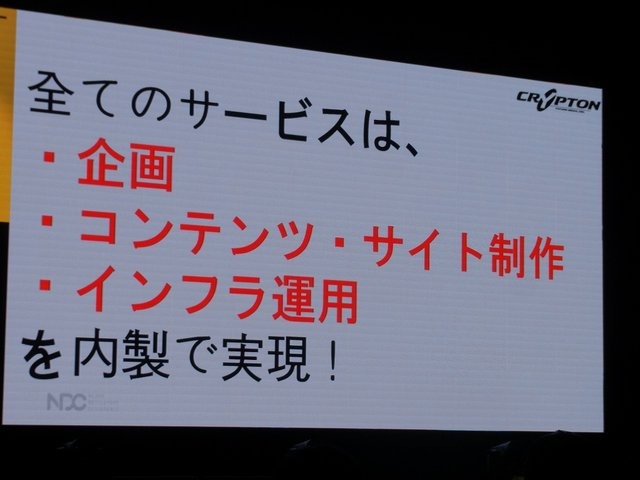 全てのサービスは、
CRYPTON
・企画
・コンテンツ・サイト制作
・インフラ運用
を内製で実現！
NDC